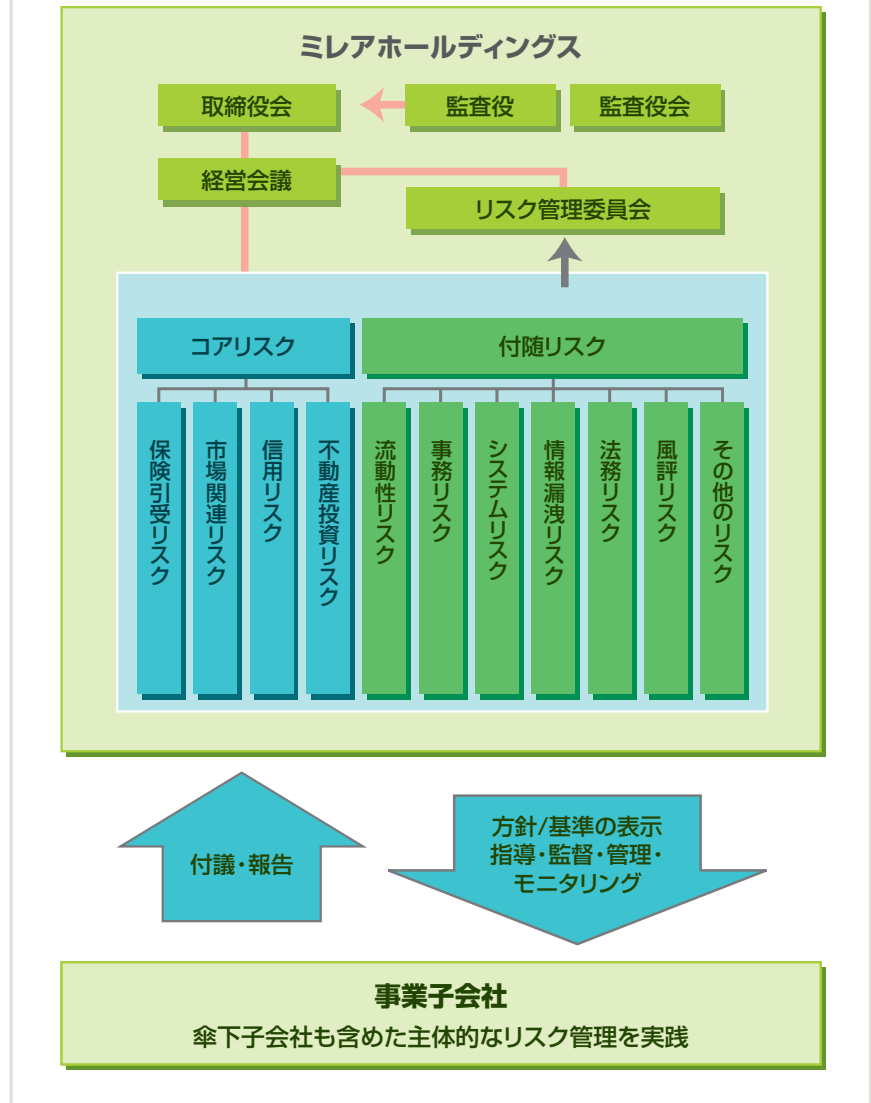 ミレアホールディングス
取締役会
監査役
監査役会
経営会議
リスク管理委員会
コアリスク
付随リスク
保険引受リスク
市場関連リスク
信用リスク
不動産投資リスク
流動性リスク
事務リスク
システムリスク
情報漏洩リスク
法務リスク
風評リスク
その他のリスク
付議・報告
方針/基準の表示
指導・監督・管理・
モニタリング
事業子会社
傘下子会社も含めた主体的なリスク管理を実践